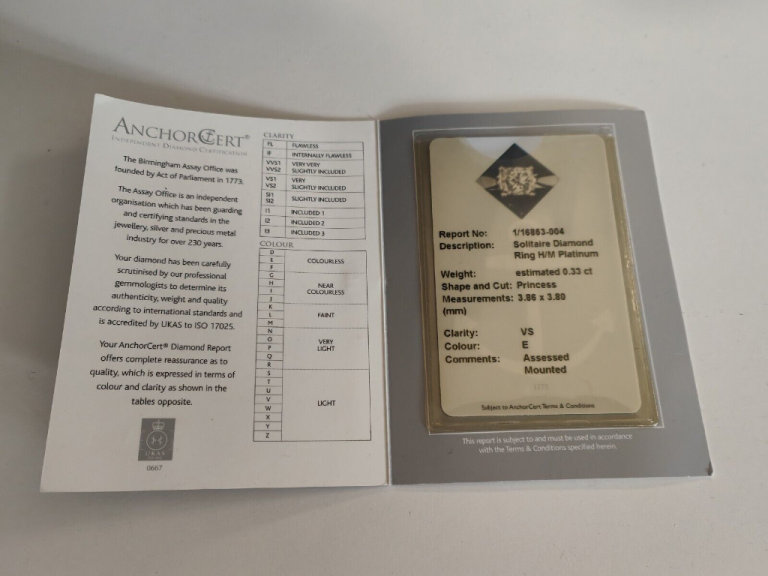 ANCHORCERT®
INDEPENDENT DIAMOND CERTIFICATION
The Birmingham Assay Office was
founded by Act of Parliament in 1773.
The Assay Office is an independent
organisation which has been guarding
and certifying standards in the
jewellery, silver and precious metal
industry for over 230 years.
Your diamond has been carefully
scrutinised by our professional
gemmologists to determine its
authenticity, weight and quality
according to international standards and
is accredited by UKAS to ISO 17025.
Your AnchorCert® Diamond Report
offers complete reassurance as to
quality, which is expressed in terms of
colour and clarity as shown in the
tables opposite.
UKAS
0667
CLARITY
FL FLAWLESS
IF INTERNALLY FLAWLESS
VVS1 VERY VERY
VVS2 SLIGHTLY INCLUDED
VS1 VERY
VS2 SLIGHTLY INCLUDED
SI1
SI2 SLIGHTLY INCLUDED
I1 INCLUDED 1
I2 INCLUDED 2
I3 INCLUDED 3
COLOUR
D
E COLOURLESS
F
G
H NEAR
I COLOURLESS
J
K
L FAINT
M
N
O VERY
P LIGHT
Q
R
S
T
U
V LIGHT
W
X
Y
Z
Report No: 1/16863-004
Description: Solitaire Diamond
Ring H/M Platinum
Weight: estimated 0.33 ct
Shape and Cut: Princess
Measurements: 3.86 x 3.80
(mm)
Clarity: VS
Colour: E
Comments: Assessed
Mounted
Subject to AnchorCert Terms & Conditions
This report is subject to and must be used in accordance
with the Terms & Conditions specified herein.